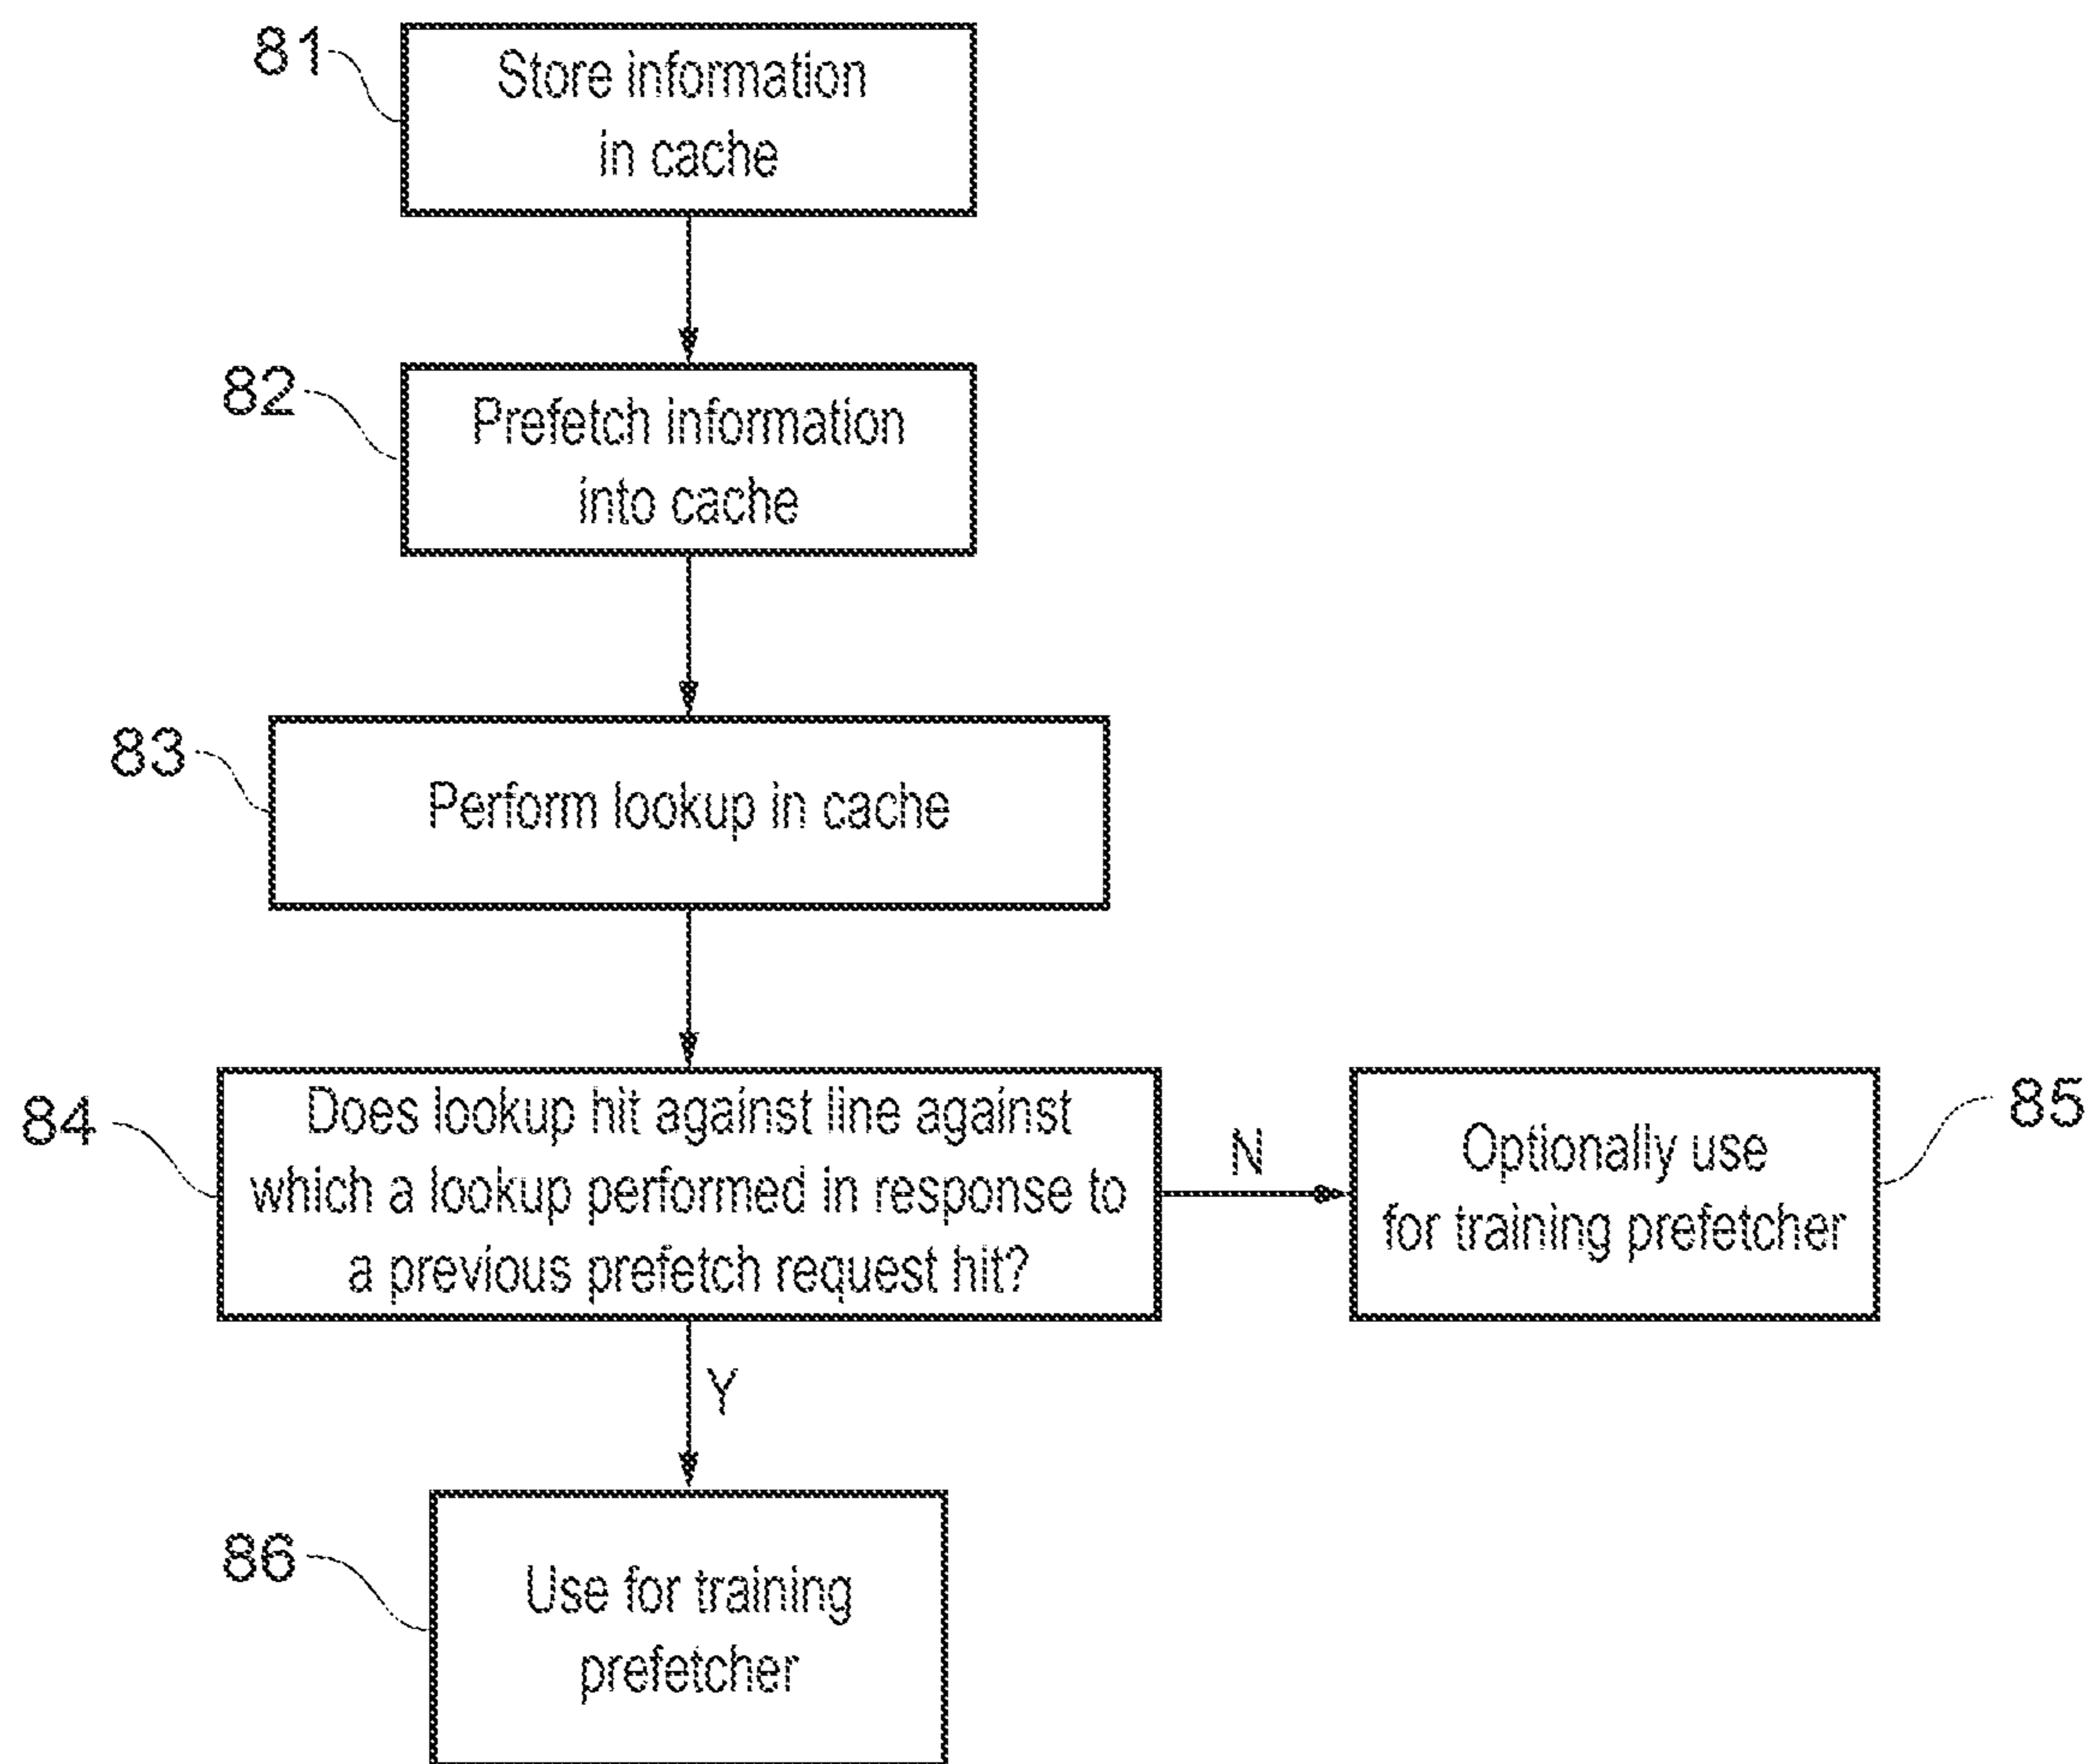 81
Store information
in cache
82
Prefetch information
into cache
83
Perform lookup in cache
84
Does lookup hit against line against
which a lookup performed in response to
a previous prefetch request hit?
N
Optionally use
for training prefetcher
85
Y
86
Use for training
prefetcher